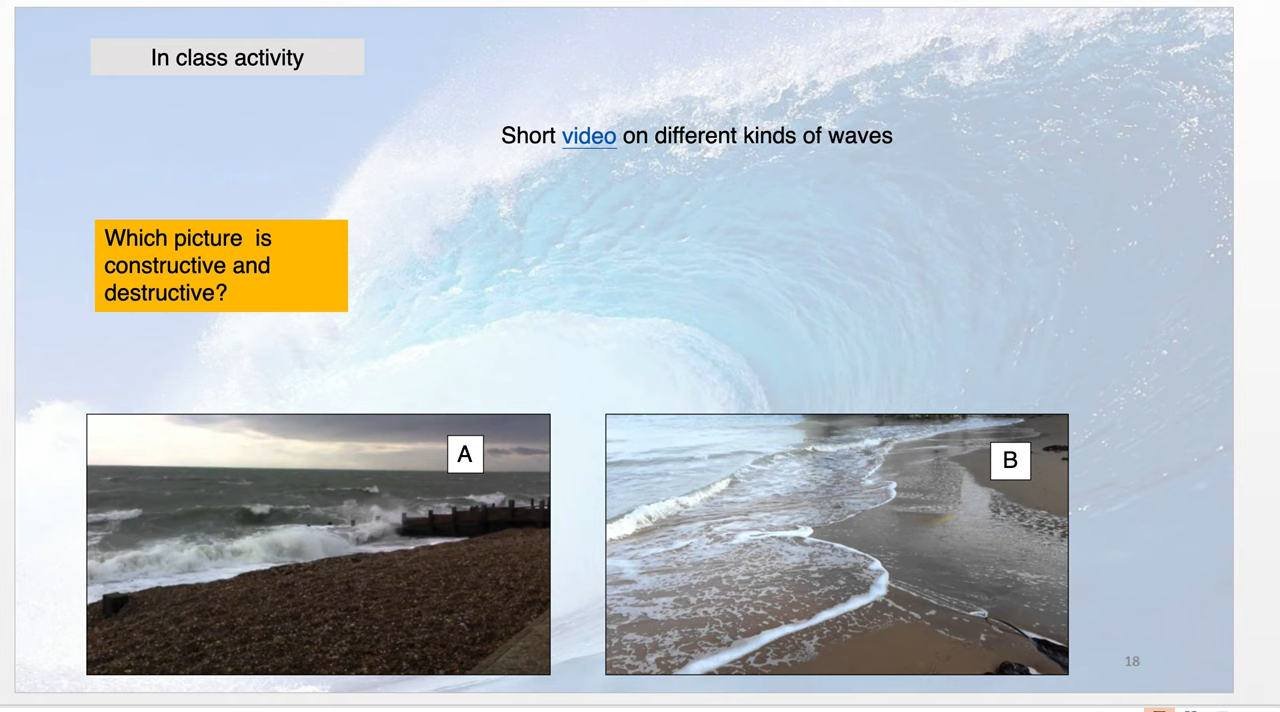 In class activity
Short video on different kinds of waves
Which picture  is
constructive and
destructive?
A
B
18